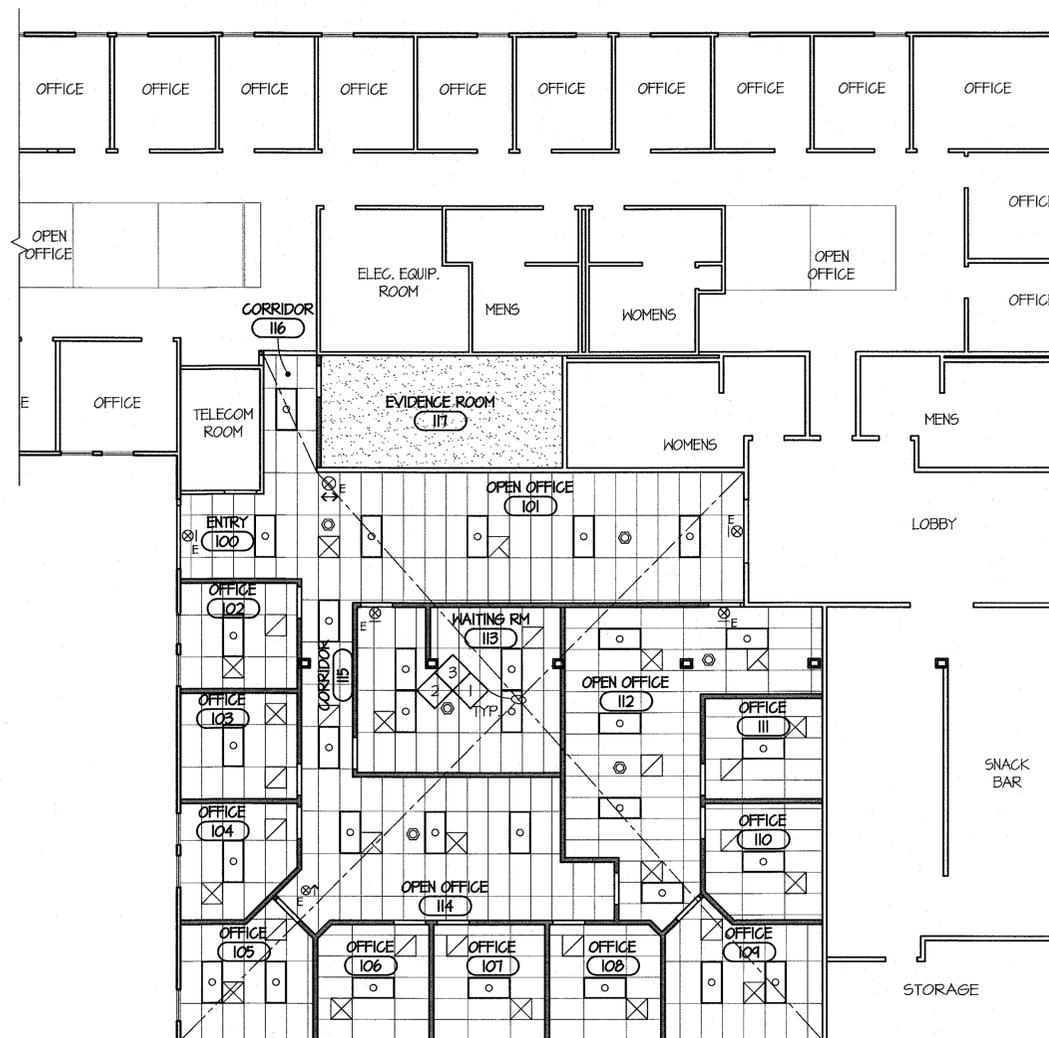 OFFICE
OFFICE
OFFICE
OFFICE
OFFICE
OFFICE
OFFICE
OFFICE
OFFICE
OFFICE
OFFIC
OPEN
OFFICE
OPEN
OFFICE
ELEC. EQUIP.
ROOM
MENS
WOMENS
OFFIC
CORRIDOR
116
E
OFFICE
TELECOM
ROOM
EVIDENCE ROOM
117
WOMENS
MENS
E
OPEN OFFICE
101
ENTRY
100
E
E
LOBBY
OFFICE
102
E
WAITING RM
113
E
CORRIDOR
115
3
2
1
TYP. 6
OPEN OFFICE
112
OFFICE
103
OFFICE
111
SNACK
BAR
OFFICE
104
OFFICE
110
E
OPEN OFFICE
114
OFFICE
105
OFFICE
106
OFFICE
107
OFFICE
108
OFFICE
109
STORAGE